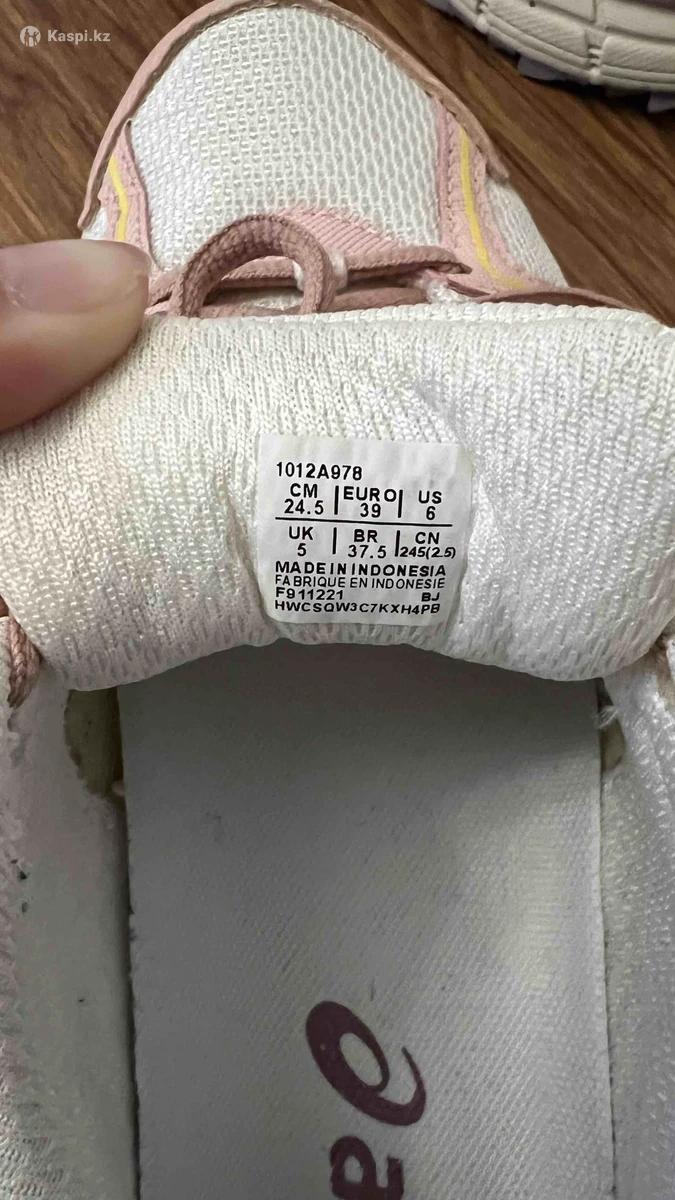 Kaspi.kz
1012A978
CM | EURO | US
24.5 | 39 | 6
UK | BR | CN
5 | 37.5 | 245(2.5)
MADE IN INDONESIA
FABRIQUE EN INDONESIE
F911221 BJ
HWCSQW3C7KXH4PB
a